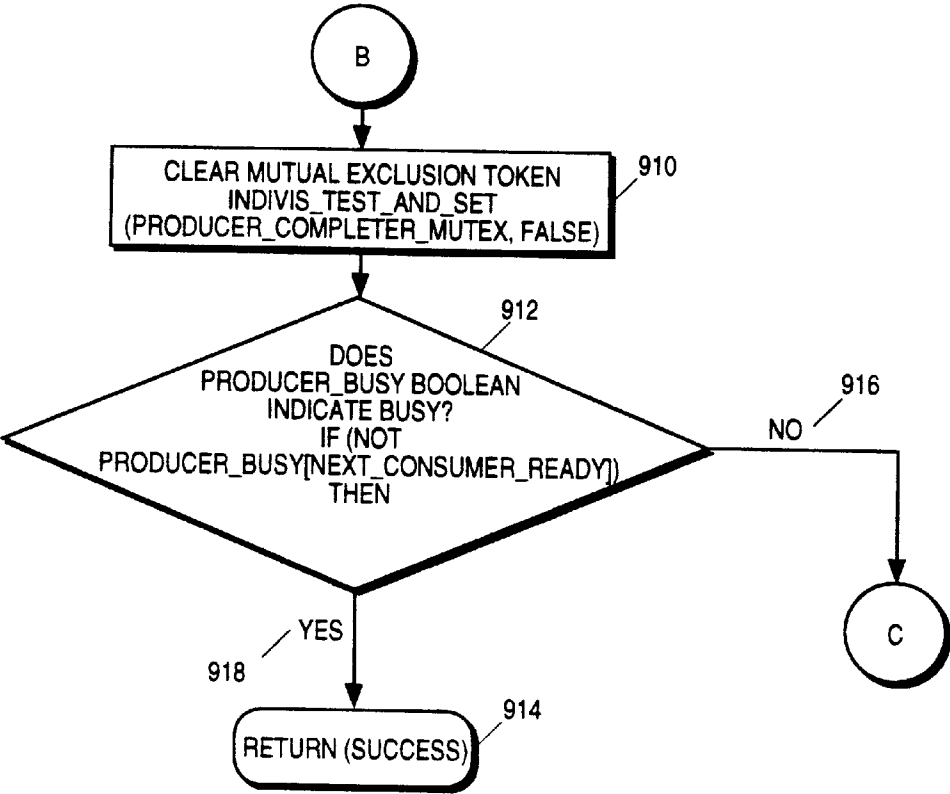 B
CLEAR MUTUAL EXCLUSION TOKEN
INDIVIS_TEST_AND_SET
(PRODUCER_COMPLETER_MUTEX, FALSE)
910
912
DOES
PRODUCER_BUSY BOOLEAN
INDICATE BUSY?
IF (NOT
PRODUCER_BUSY[NEXT_CONSUMER_READY])
THEN
NO
916
C
YES
918
914
RETURN (SUCCESS)